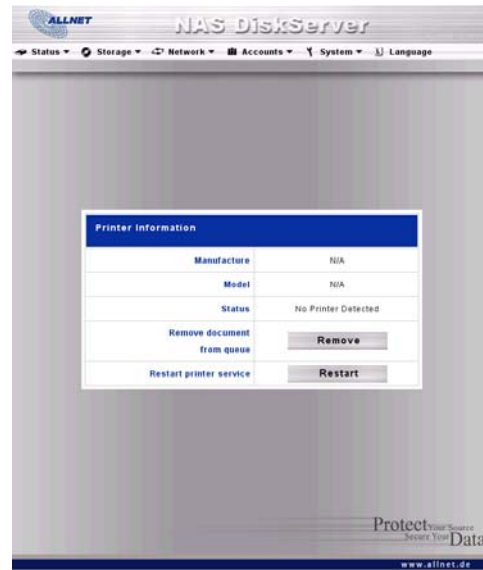 ALLNET
NAS DiskServer
Status Storage Network Accounts System Language
Printer Information
Manufacture N/A
Model N/A
Status No Printer Detected
Remove document
from queue
Remove
Restart printer service Restart
Protect Your Source
Secure Your Data
www.allnet.de